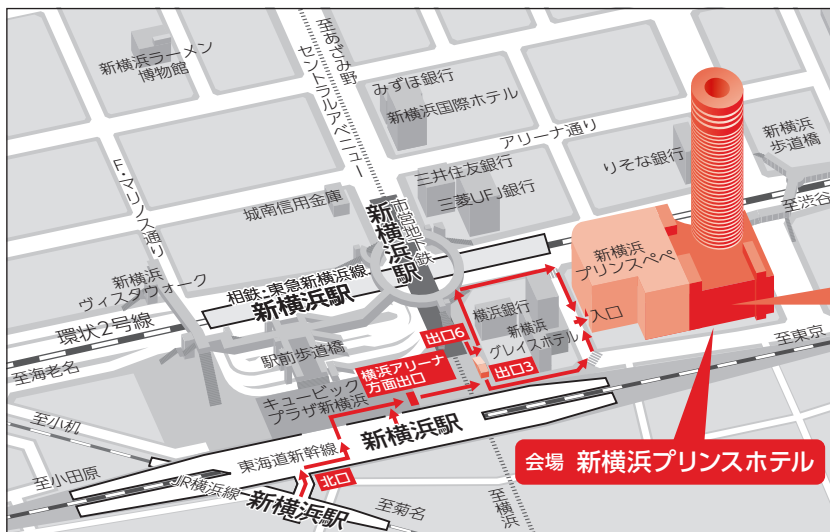 至あざみ野
セントラルアベニュー
新横浜ラーメン
博物館
みずほ銀行
新横浜国際ホテル
アリーナ通り
りそな銀行
新横浜
歩道橋
三井住友銀行
三菱UFJ銀行
至渋谷
F・マリノス通り
城南信用金庫
市営地下鉄
新横浜駅
新横浜
プリンスペペ
新横浜
ヴィスタウォーク
相鉄・東急新横浜線
新横浜駅
環状2号線
横浜銀行
新横浜
グレイスホテル
入口
出口6
駅前歩道橋
至東京
至海老名
横浜アリーナ
方面出口
出口3
キュービック
プラザ新横浜
至小机
新横浜駅
東海道新幹線
会場 新横浜プリンスホテル
至小田原
北口
JR横浜線
新横浜駅
至菊名
至横浜